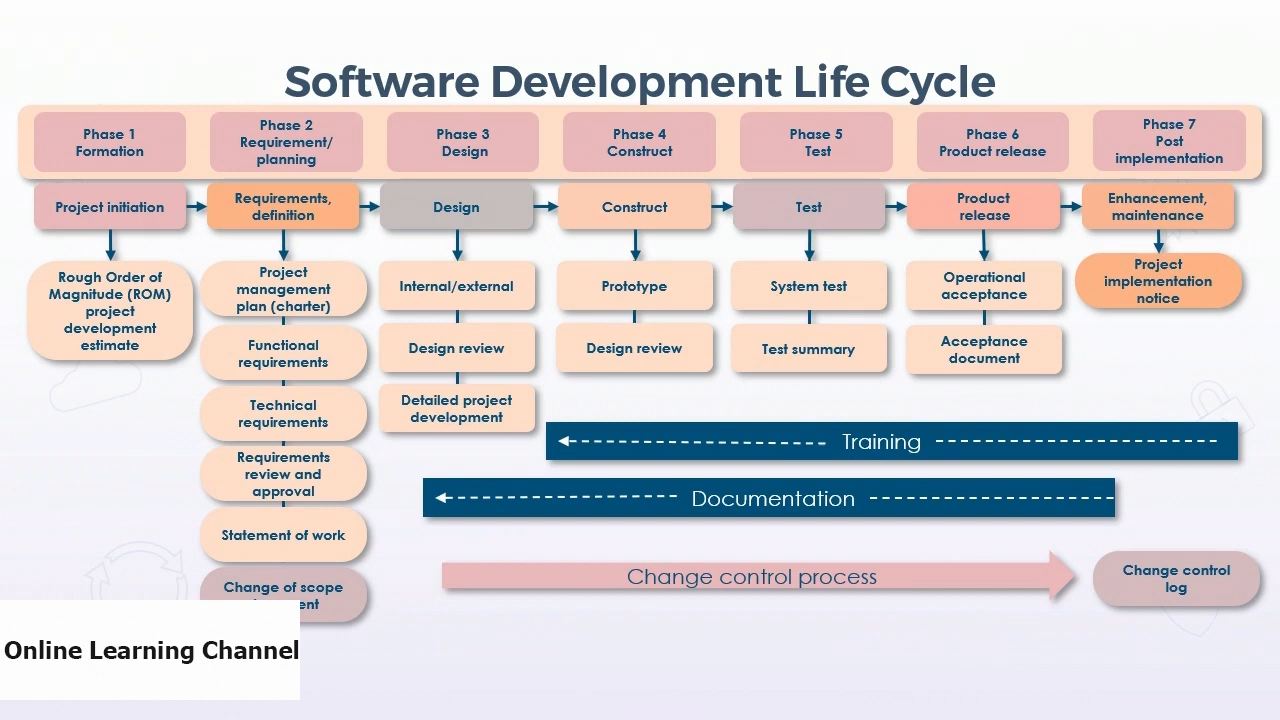 Software Development Life Cycle
Phase 1
Formation
Phase 2
Requirement/
planning
Phase 3
Design
Phase 4
Construct
Phase 5
Test
Phase 6
Product release
Phase 7
Post
implementation
Project initiation
Requirements,
definition
Design
Construct
Test
Product
release
Enhancement,
maintenance
Rough Order of
Magnitude (ROM)
project
development
estimate
Project
management
plan (charter)
Functional
requirements
Technical
requirements
Requirements
review and
approval
Statement of work
Change of scope
Internal/external
Design review
Detailed project
development
Prototype
Design review
System test
Test summary
Operational
acceptance
Acceptance
document
Project
implementation
notice
Training
Documentation
Change control process
Change control
log
Online Learning Channel